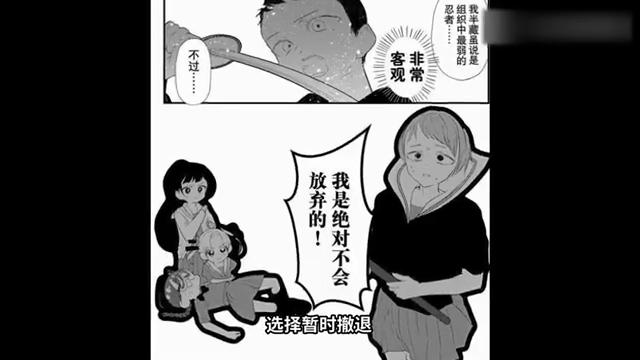 我半藏虽说是
组织中最弱的
忍者……
非常
客观
不过……
我是绝对不会
放弃的！
选择暂时撤退